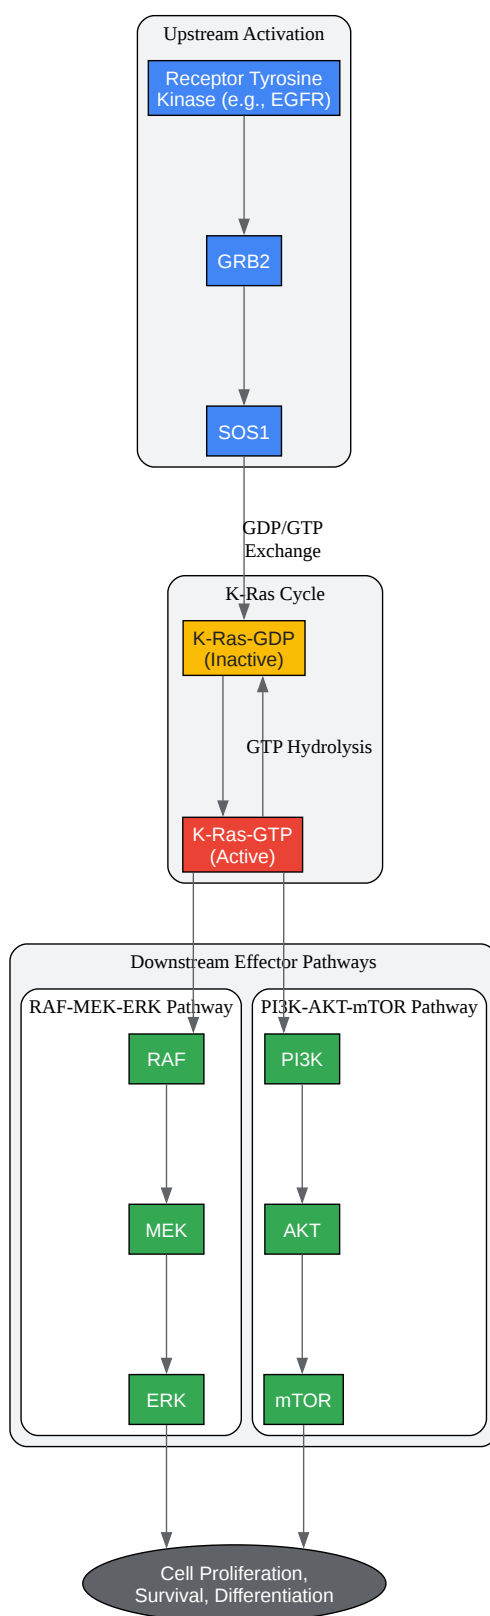 Upstream Activation
Receptor Tyrosine
Kinase (e.g., EGFR)
GRB2
SOS1
GDP/GTP
Exchange
K-Ras Cycle
K-Ras-GDP
(Inactive)
GTP Hydrolysis
K-Ras-GTP
(Active)
Downstream Effector Pathways
RAF-MEK-ERK Pathway
PI3K-AKT-mTOR Pathway
RAF
PI3K
MEK
AKT
ERK
mTOR
Cell Proliferation,
Survival, Differentiation